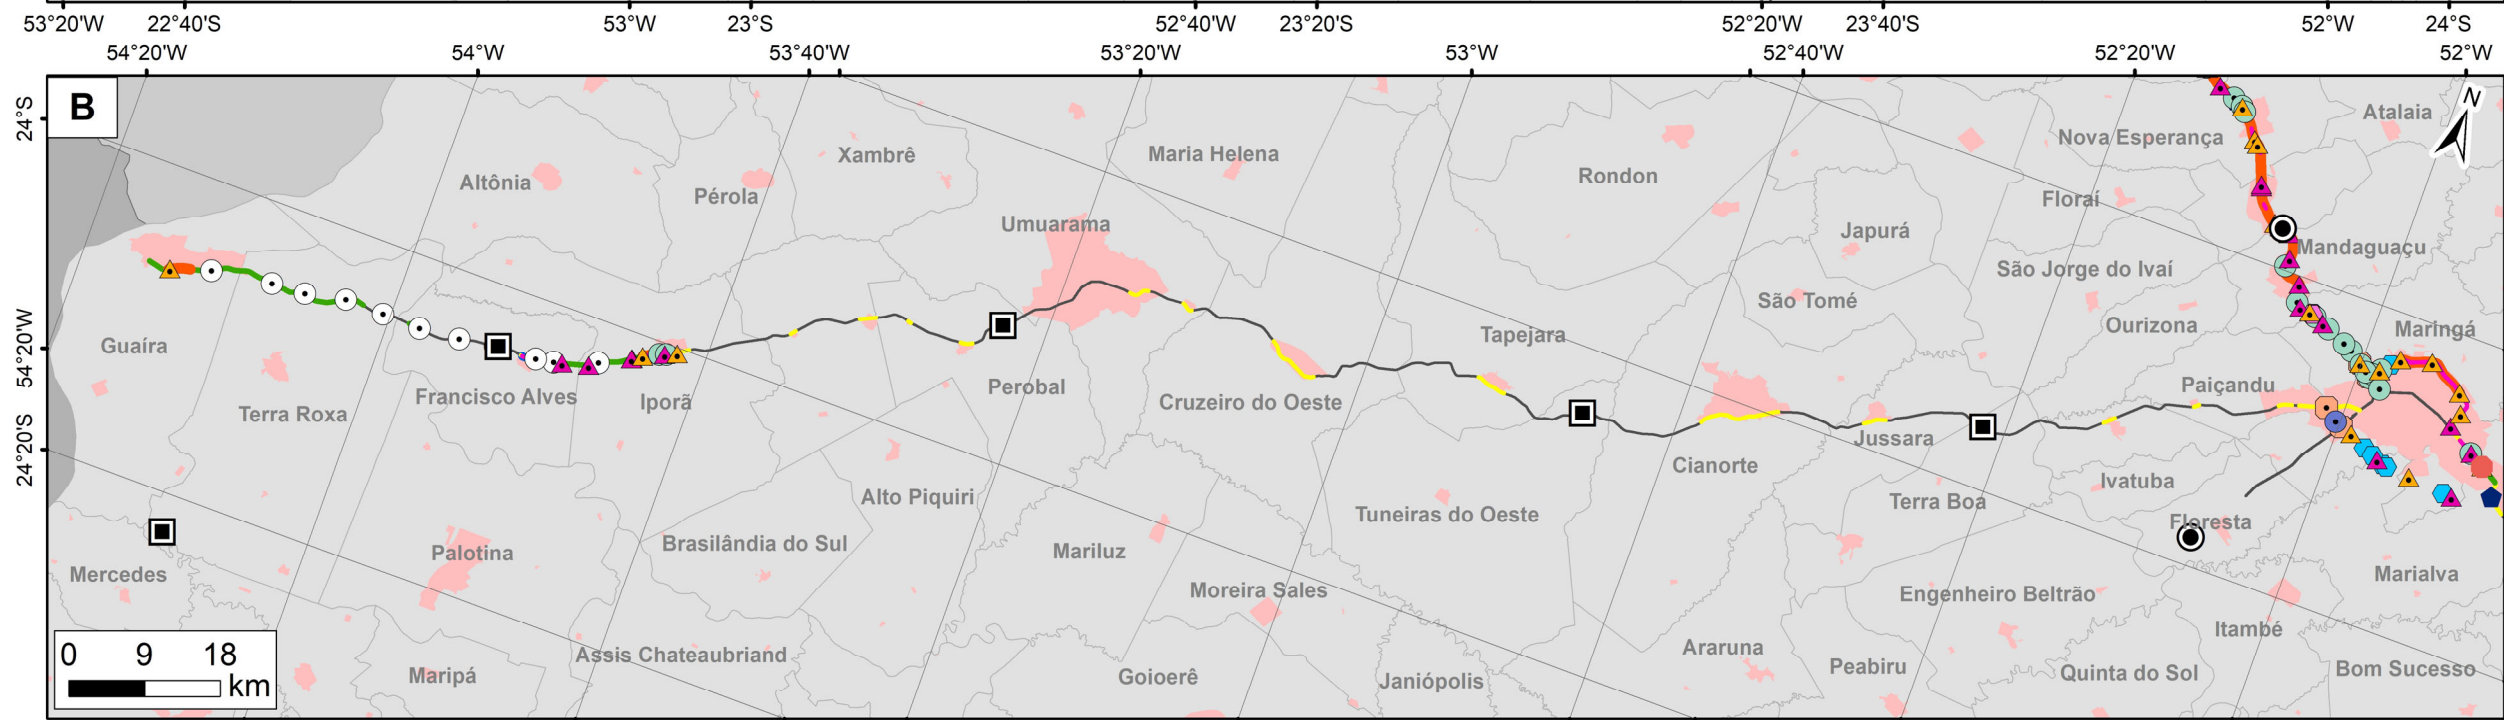 53°20'W 22°40'S 53°W 23°S 52°40'W 23°20'S 52°20'W 23°40'S 52°W 24°S
54°20'W 54°W 53°40'W 53°20'W 53°W 52°40'W 52°20'W 52°W
B
N
24°S
54°20'W
24°20'S
Atalaia
Nova Esperança
Xambrê
Maria Helena
Rondon
Altônia
Pérola
Floraí
Umuarama
Japurá
Mandaguaçu
São Jorge do Ivaí
São Tomé
Ourizona
Maringá
Tapejara
Guaíra
Paiçandu
Perobal
Francisco Alves
Iporã
Cruzeiro do Oeste
Terra Roxa
Jussara
Cianorte
Ivatuba
Alto Piquiri
Terra Boa
Tuneiras do Oeste
Floresta
Brasilândia do Sul
Palotina
Mariluz
Mercedes
Marialva
Moreira Sales
Engenheiro Beltrão
Itambé
Araruna
Assis Chateaubriand
Peabiru
Bom Sucesso
Quinta do Sol
Maripá
Goioerê
Janiópolis
0 9 18
km